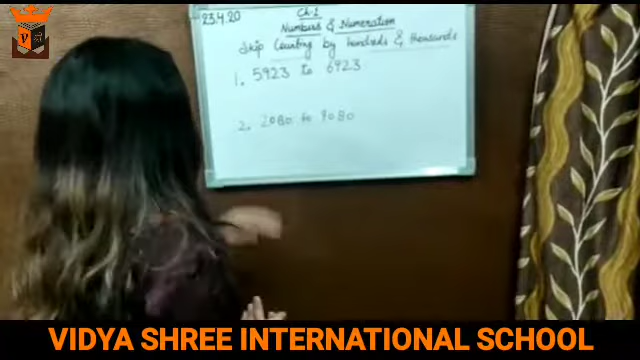 23.4.20
Ch-1
Numbers & Numeration
Skip Counting by hundreds & thousands
1. 5923 to 6923
2. 2080 to 9080
VIDYA SHREE INTERNATIONAL SCHOOL